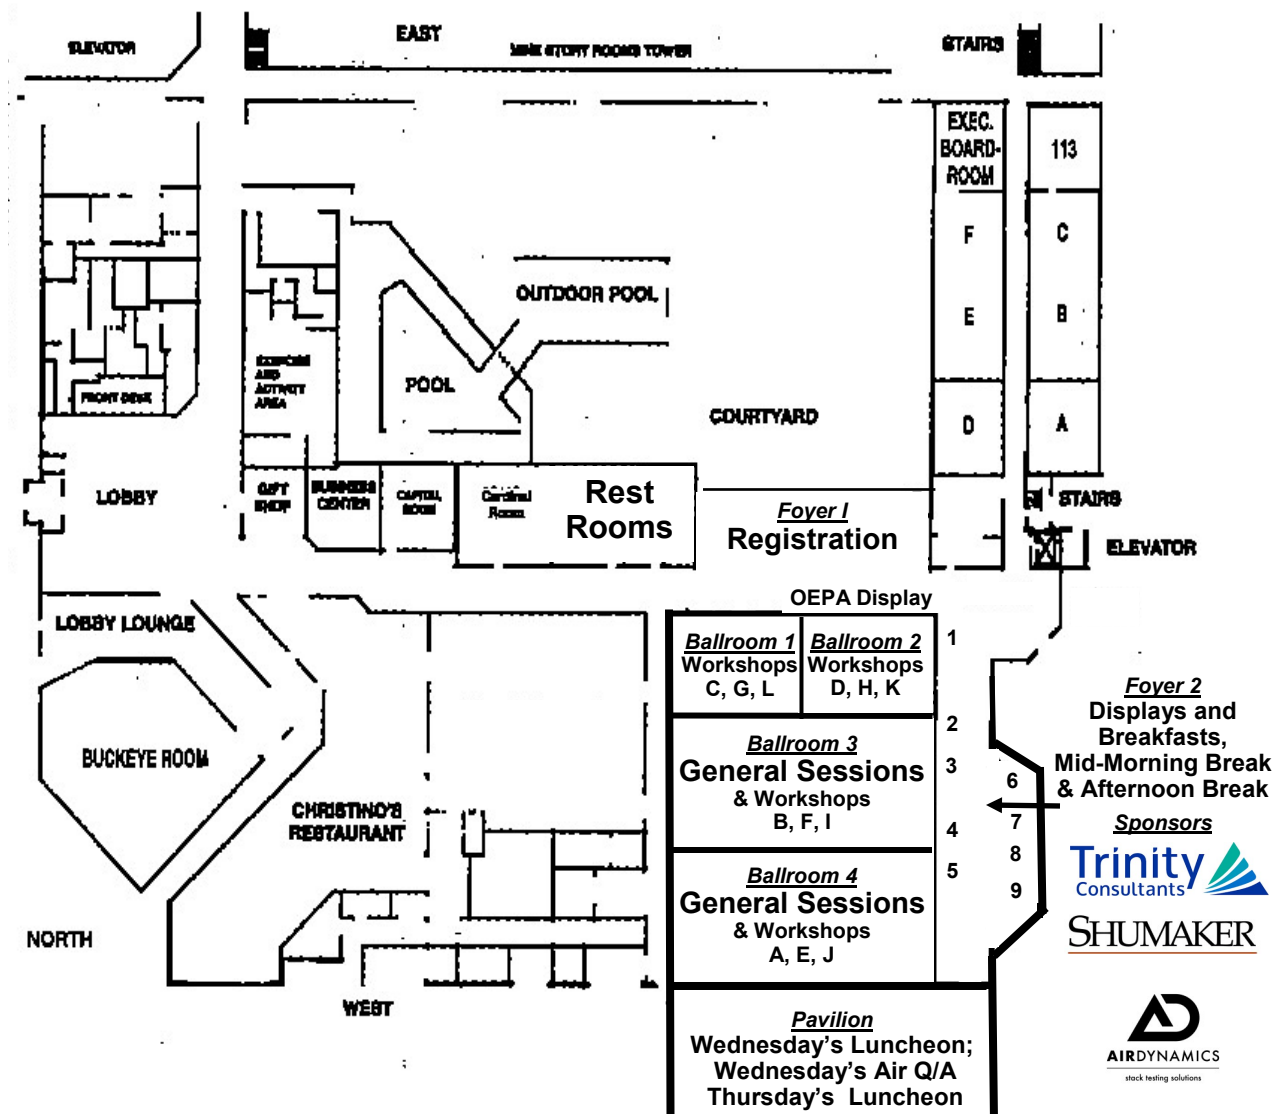 ELEVATOR
EAST
NINE STORY ROOMS TOWER
STAIRS
EXEC.
BOARD-
ROOM
113
F
C
E
B
D
A
OUTDOOR POOL
POOL
EXERCISE
AND
ACTIVITY
AREA
FRONT DESK
COURTYARD
LOBBY
GIFT
SHOP
BUSINESS
CENTER
CAPITAL
ROOM
Cardinal
Room
Rest
Rooms
Foyer I
Registration
STAIRS
ELEVATOR
OEPA Display
LOBBY LOUNGE
BUCKEYE ROOM
CHRISTINO'S
RESTAURANT
NORTH
WEST
Ballroom 1
Workshops
C, G, L
Ballroom 2
Workshops
D, H, K
Ballroom 3
General Sessions
& Workshops
B, F, I
Ballroom 4
General Sessions
& Workshops
A, E, J
Pavilion
Wednesday’s Luncheon;
Wednesday’s Air Q/A
Thursday’s Luncheon
1
2
3
4
5
6
7
8
9
Foyer 2
Displays and
Breakfasts,
Mid-Morning Break
& Afternoon Break
Sponsors
Trinity
Consultants
SHUMAKER
AIRDYNAMICS
stack testing solutions